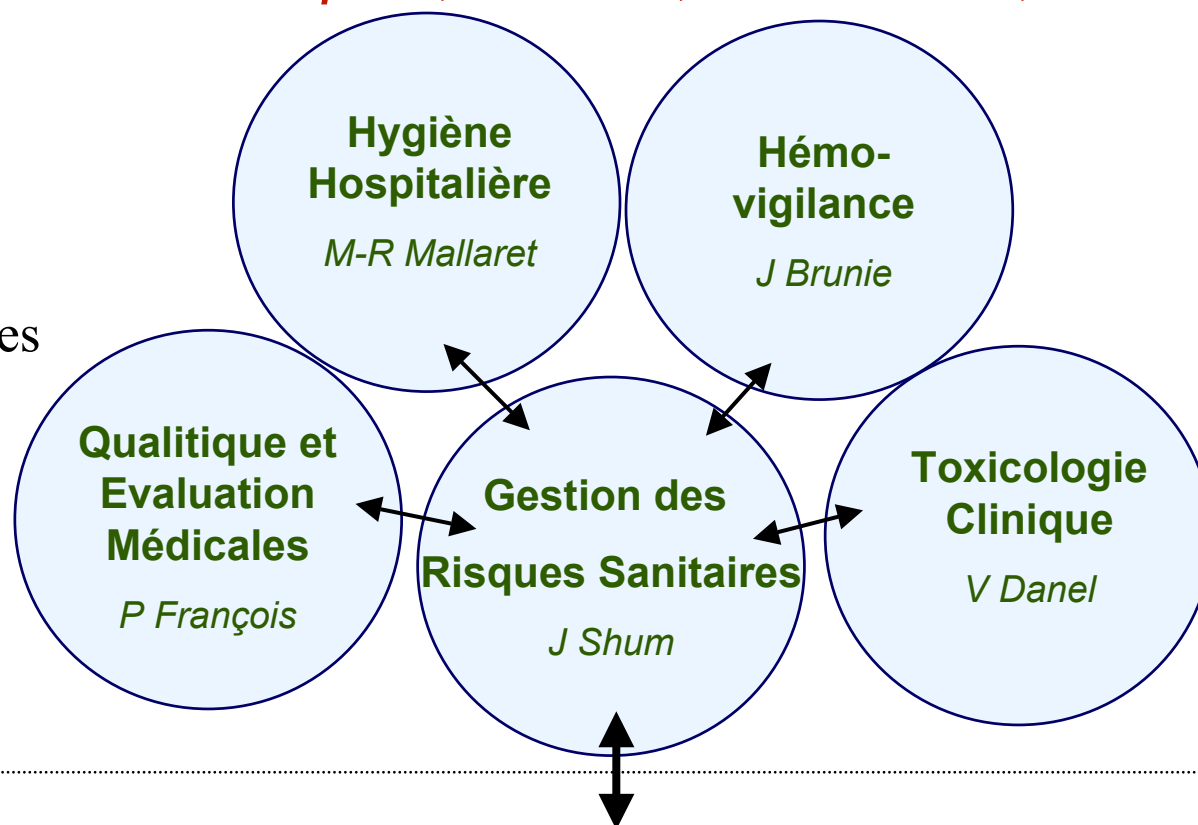 Hygiène
Hospitalière
M-R Mallaret
Hémo-
vigilance
J Brunie
es
Qualitique et
Evaluation
Médicales
P François
Gestion des
Risques Sanitaires
J Shum
Toxicologie
Clinique
V Danel